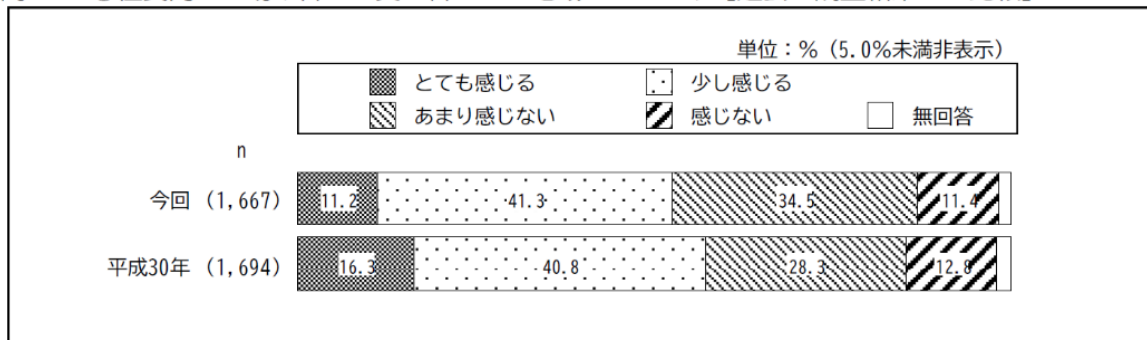 単位：％（5.0％未満非表示）
とても感じる 少し感じる
あまり感じない 感じない 無回答
n
今回 (1,667) 11.2 41.3 34.5 11.4
平成30年 (1,694) 16.3 40.8 28.3 12.8